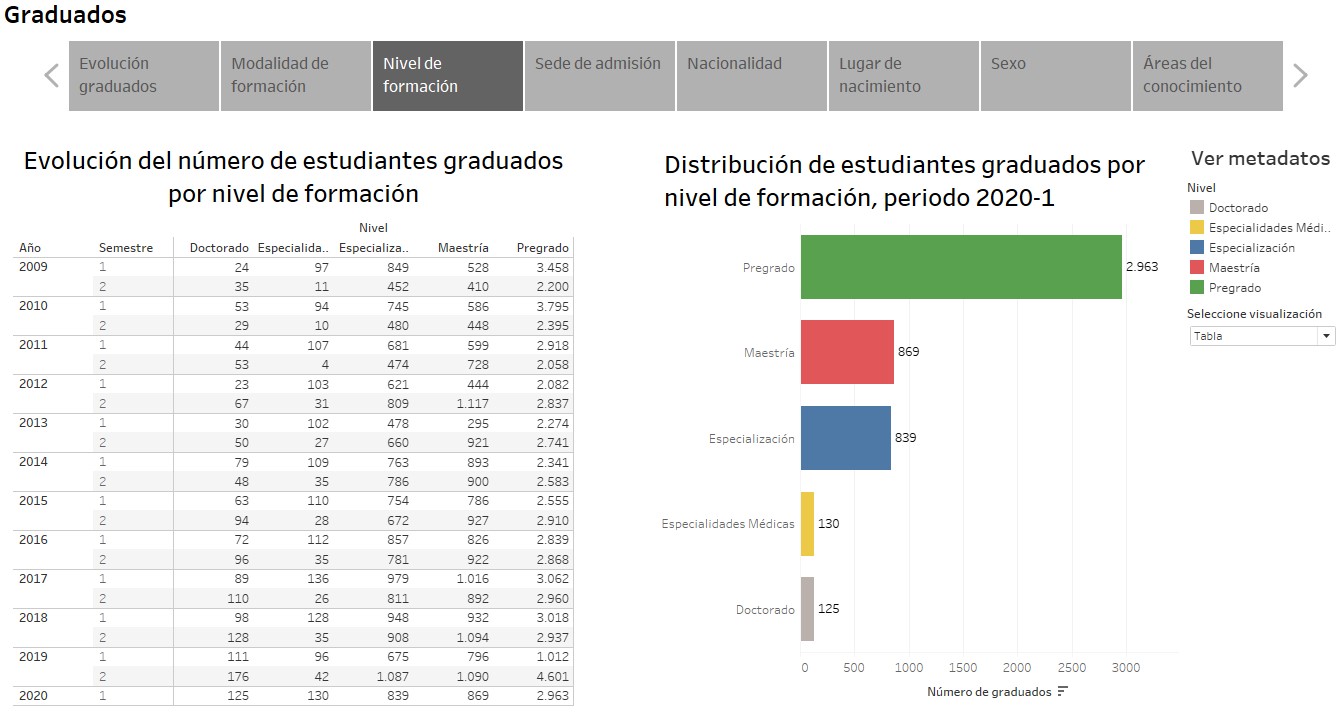 Graduados
Evolución graduados
Modalidad de formación
Nivel de formación
Sede de admisión
Nacionalidad
Lugar de nacimiento
Sexo
Áreas del conocimiento
Evolución del número de estudiantes graduados
por nivel de formación
Nivel
Año Semestre Doctorado Especialida.. Especializa.. Maestría Pregrado
2009 1 24 97 849 528 3.458
2 35 11 452 410 2.200
2010 1 53 94 745 586 3.795
2 29 10 480 448 2.395
2011 1 44 107 681 599 2.918
2 53 4 474 728 2.058
2012 1 23 103 621 444 2.082
2 67 31 809 1.117 2.837
2013 1 30 102 478 295 2.274
2 50 27 660 921 2.741
2014 1 79 109 763 893 2.341
2 48 35 786 900 2.583
2015 1 63 110 754 786 2.555
2 94 28 672 927 2.910
2016 1 72 112 857 826 2.839
2 96 35 781 922 2.868
2017 1 89 136 979 1.016 3.062
2 110 26 811 892 2.960
2018 1 98 128 948 932 3.018
2 128 35 908 1.094 2.937
2019 1 111 96 675 796 1.012
2 176 42 1.087 1.090 4.601
2020 1 125 130 839 869 2.963
Distribución de estudiantes graduados por
nivel de formación, periodo 2020-1
Pregrado 2.963
Maestría 869
Especialización 839
Especialidades Médicas 130
Doctorado 125
0 500 1000 1500 2000 2500 3000
Número de graduados
Ver metadatos
Nivel
Doctorado
Especialidades Médi..
Especialización
Maestría
Pregrado
Seleccione visualización
Tabla